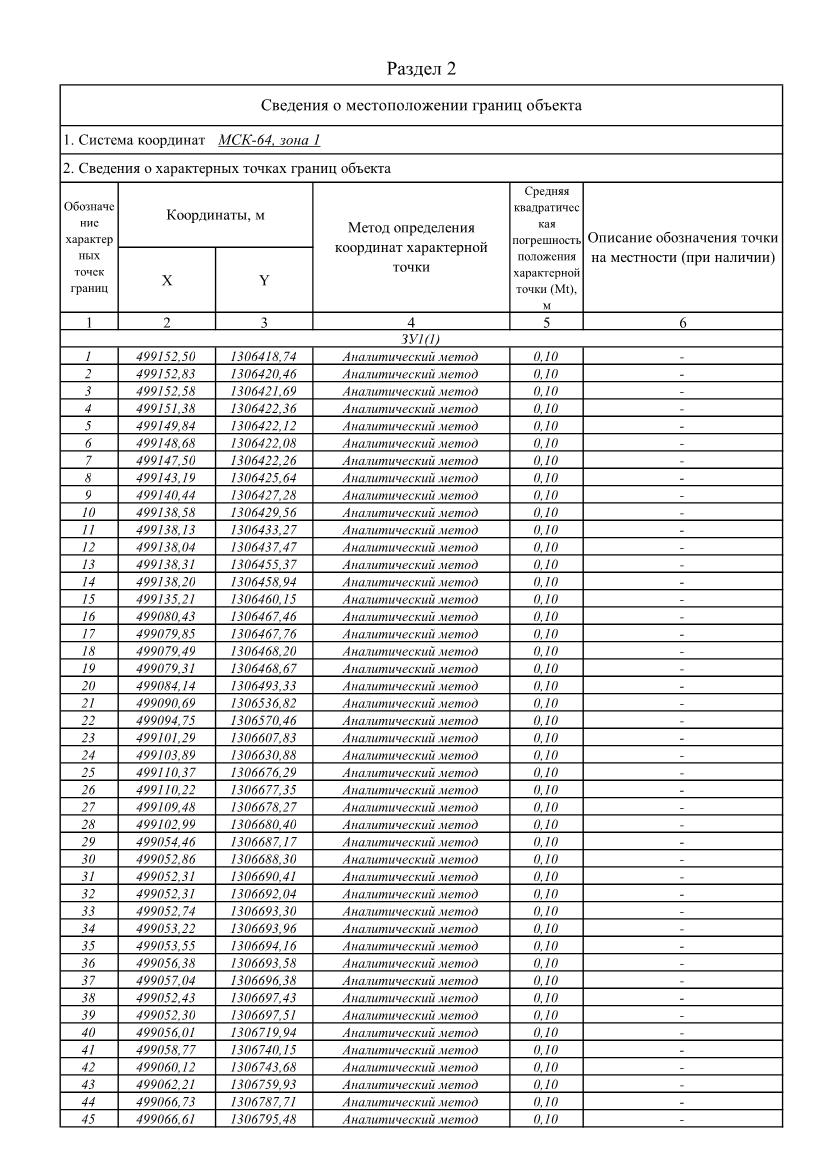 Раздел 2
Сведения о местоположении границ объекта
1. Система координат МСК-64, зона 1
2. Сведения о характерных точках границ объекта
Обозначе
ние
характер
ных
точек
границ
Координаты, м
X
Y
Метод определения
координат характерной
точки
Средняя
квадратичес
кая
погрешность
положения
характерной
точки (Mt),
м
Описание обозначения точки
на местности (при наличии)
1 2 3 4 5 6
ЗУ1(1)
1 499152,50 1306418,74 Аналитический метод 0,10 -
2 499152,83 1306420,46 Аналитический метод 0,10 -
3 499152,58 1306421,69 Аналитический метод 0,10 -
4 499151,38 1306422,36 Аналитический метод 0,10 -
5 499149,84 1306422,12 Аналитический метод 0,10 -
6 499148,68 1306422,08 Аналитический метод 0,10 -
7 499147,50 1306422,26 Аналитический метод 0,10 -
8 499143,19 1306425,64 Аналитический метод 0,10 -
9 499140,44 1306427,28 Аналитический метод 0,10 -
10 499138,58 1306429,56 Аналитический метод 0,10 -
11 499138,13 1306433,27 Аналитический метод 0,10 -
12 499138,04 1306437,47 Аналитический метод 0,10 -
13 499138,31 1306455,37 Аналитический метод 0,10 -
14 499138,20 1306458,94 Аналитический метод 0,10 -
15 499135,21 1306460,15 Аналитический метод 0,10 -
16 499080,43 1306467,46 Аналитический метод 0,10 -
17 499079,85 1306467,76 Аналитический метод 0,10 -
18 499079,49 1306468,20 Аналитический метод 0,10 -
19 499079,31 1306468,67 Аналитический метод 0,10 -
20 499084,14 1306493,33 Аналитический метод 0,10 -
21 499090,69 1306536,82 Аналитический метод 0,10 -
22 499094,75 1306570,46 Аналитический метод 0,10 -
23 499101,29 1306607,83 Аналитический метод 0,10 -
24 499103,89 1306630,88 Аналитический метод 0,10 -
25 499110,37 1306676,29 Аналитический метод 0,10 -
26 499110,22 1306677,35 Аналитический метод 0,10 -
27 499109,48 1306678,27 Аналитический метод 0,10 -
28 499102,99 1306680,40 Аналитический метод 0,10 -
29 499054,46 1306687,17 Аналитический метод 0,10 -
30 499052,86 1306688,30 Аналитический метод 0,10 -
31 499052,31 1306690,41 Аналитический метод 0,10 -
32 499052,31 1306692,04 Аналитический метод 0,10 -
33 499052,74 1306693,30 Аналитический метод 0,10 -
34 499053,22 1306693,96 Аналитический метод 0,10 -
35 499053,55 1306694,16 Аналитический метод 0,10 -
36 499056,38 1306693,58 Аналитический метод 0,10 -
37 499057,04 1306696,38 Аналитический метод 0,10 -
38 499052,43 1306697,43 Аналитический метод 0,10 -
39 499052,30 1306697,51 Аналитический метод 0,10 -
40 499056,01 1306719,94 Аналитический метод 0,10 -
41 499058,77 1306740,15 Аналитический метод 0,10 -
42 499060,12 1306743,68 Аналитический метод 0,10 -
43 499062,21 1306759,93 Аналитический метод 0,10 -
44 499066,73 1306787,71 Аналитический метод 0,10 -
45 499066,61 1306795,48 Аналитический метод 0,10 -